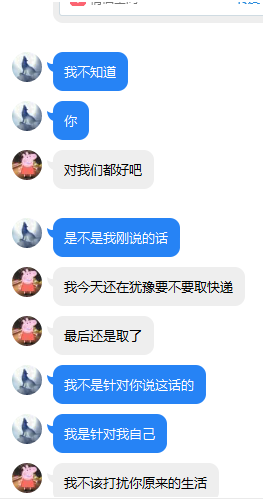 我不知道
你
对我们都好吧
是不是我刚说的话
我今天还在犹豫要不要取快递
最后还是取了
我不是针对你说这话的
我是针对我自己
我不该打扰你原来的生活